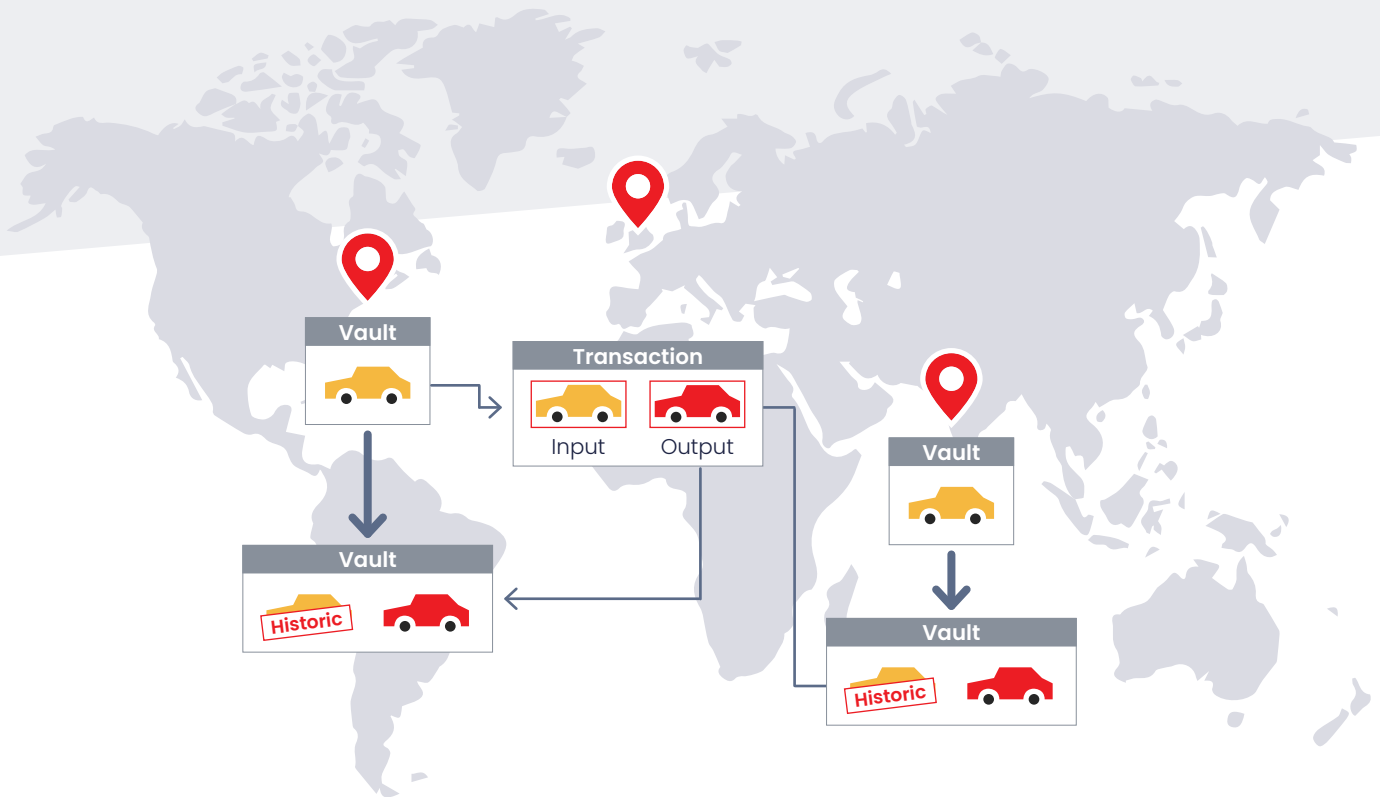 Vault
Transaction
Input Output
Vault
Vault
Historic
Vault
Historic